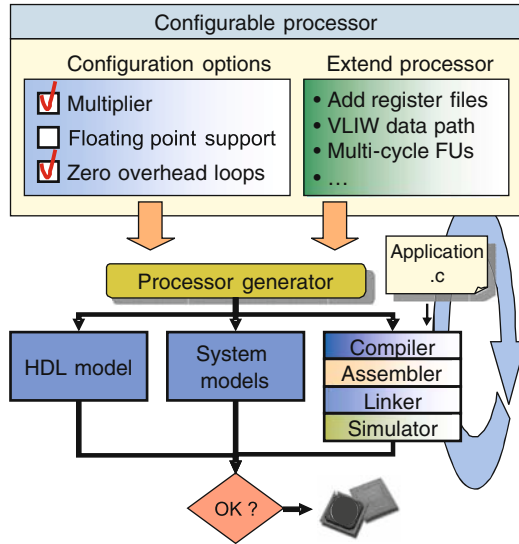 Configurable processor
Configuration options
Multiplier
Floating point support
Zero overhead loops
Extend processor
• Add register files
• VLIW data path
• Multi-cycle FUs
• ...
Application
.c
Processor generator
HDL model
System
models
Compiler
Assembler
Linker
Simulator
OK ?